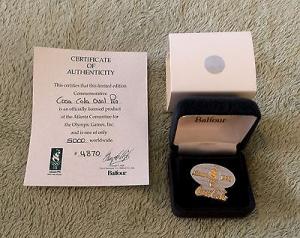 CERTIFICATE
OF
AUTHENTICITY
This certifies that this limited edition
Commemorative
Coca Cola Oval Pin
is an officially licensed product
of the Atlanta Committee for
the Olympic Games, Inc.
and is one of only
5000 worldwide.
#4870
Balfour
Balfour